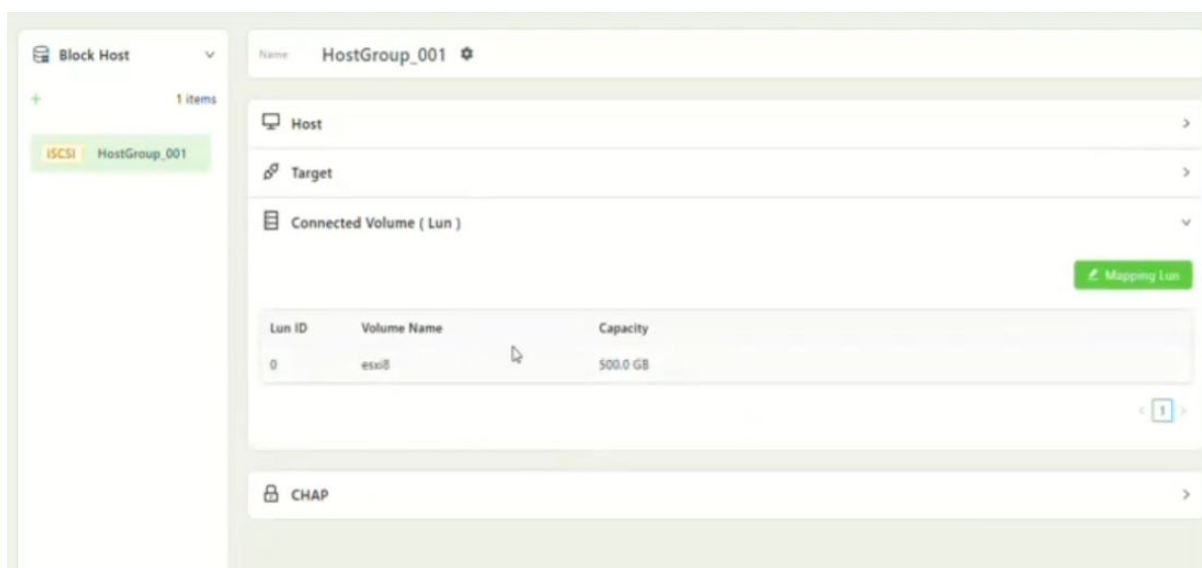 Block Host
1 items
iSCSI HostGroup_001
Name: HostGroup_001
Host
Target
Connected Volume ( Lun )
Mapping Lun
Lun ID Volume Name Capacity
0 esxi8 500.0 GB
1
CHAP